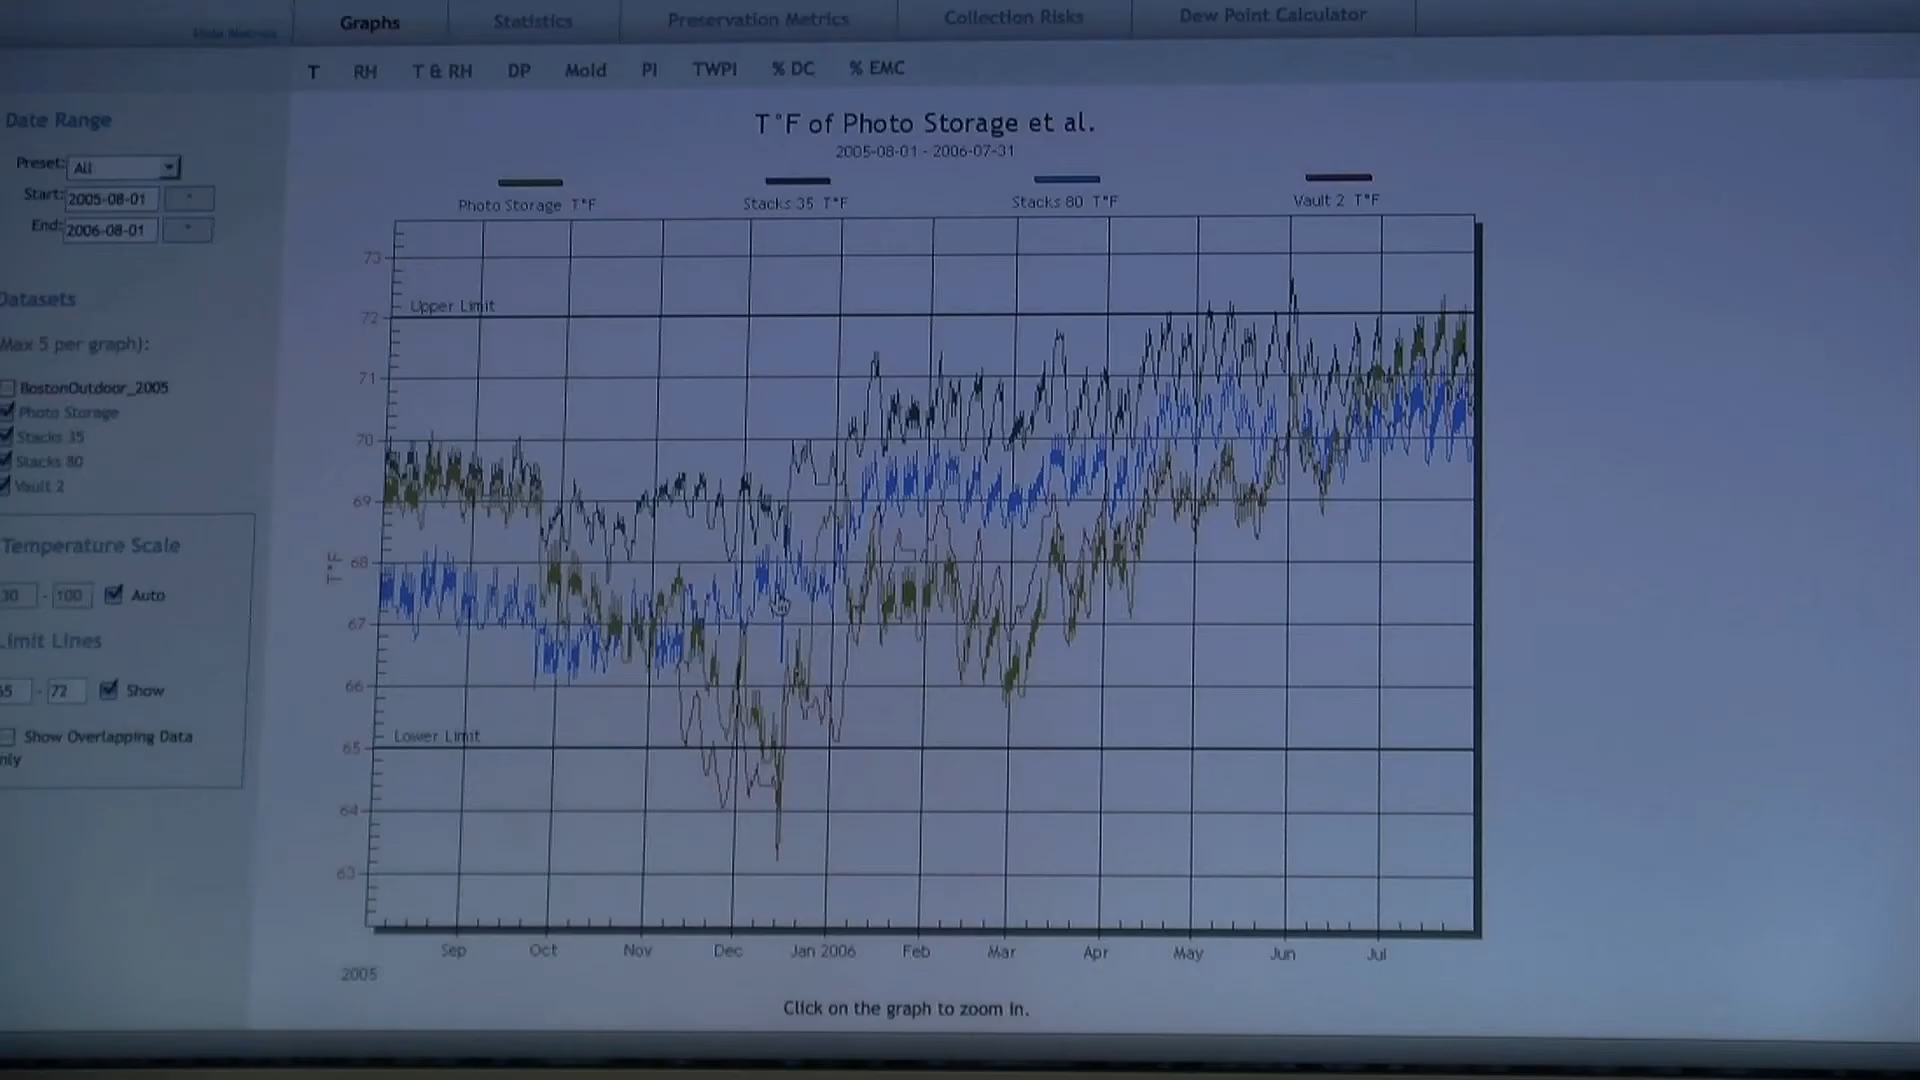 Graphs Statistics Preservation Metrics Collection Risks Dew Point Calculator
T RH T & RH DP Mold PI TWPI % DC % EMC
Date Range
Preset: All
Start: 2005-08-01
End: 2006-08-01
Datasets
Max 5 per graph):
BostonOutdoor_2005
Photo Storage
Stacks 35
Stacks 80
Vault 2
Temperature Scale
30 - 100 Auto
Limit Lines
- 72 Show
Show Overlapping Data
T°F of Photo Storage et al.
2005-08-01 - 2006-07-31
Photo Storage T°F Stacks 35 T°F Stacks 80 T°F Vault 2 T°F
73
Upper Limit
72
71
70
69
68
T°F
67
66
Lower Limit
65
64
63
Sep Oct Nov Dec Jan 2006 Feb Mar Apr May Jun Jul
2005
Click on the graph to zoom in.